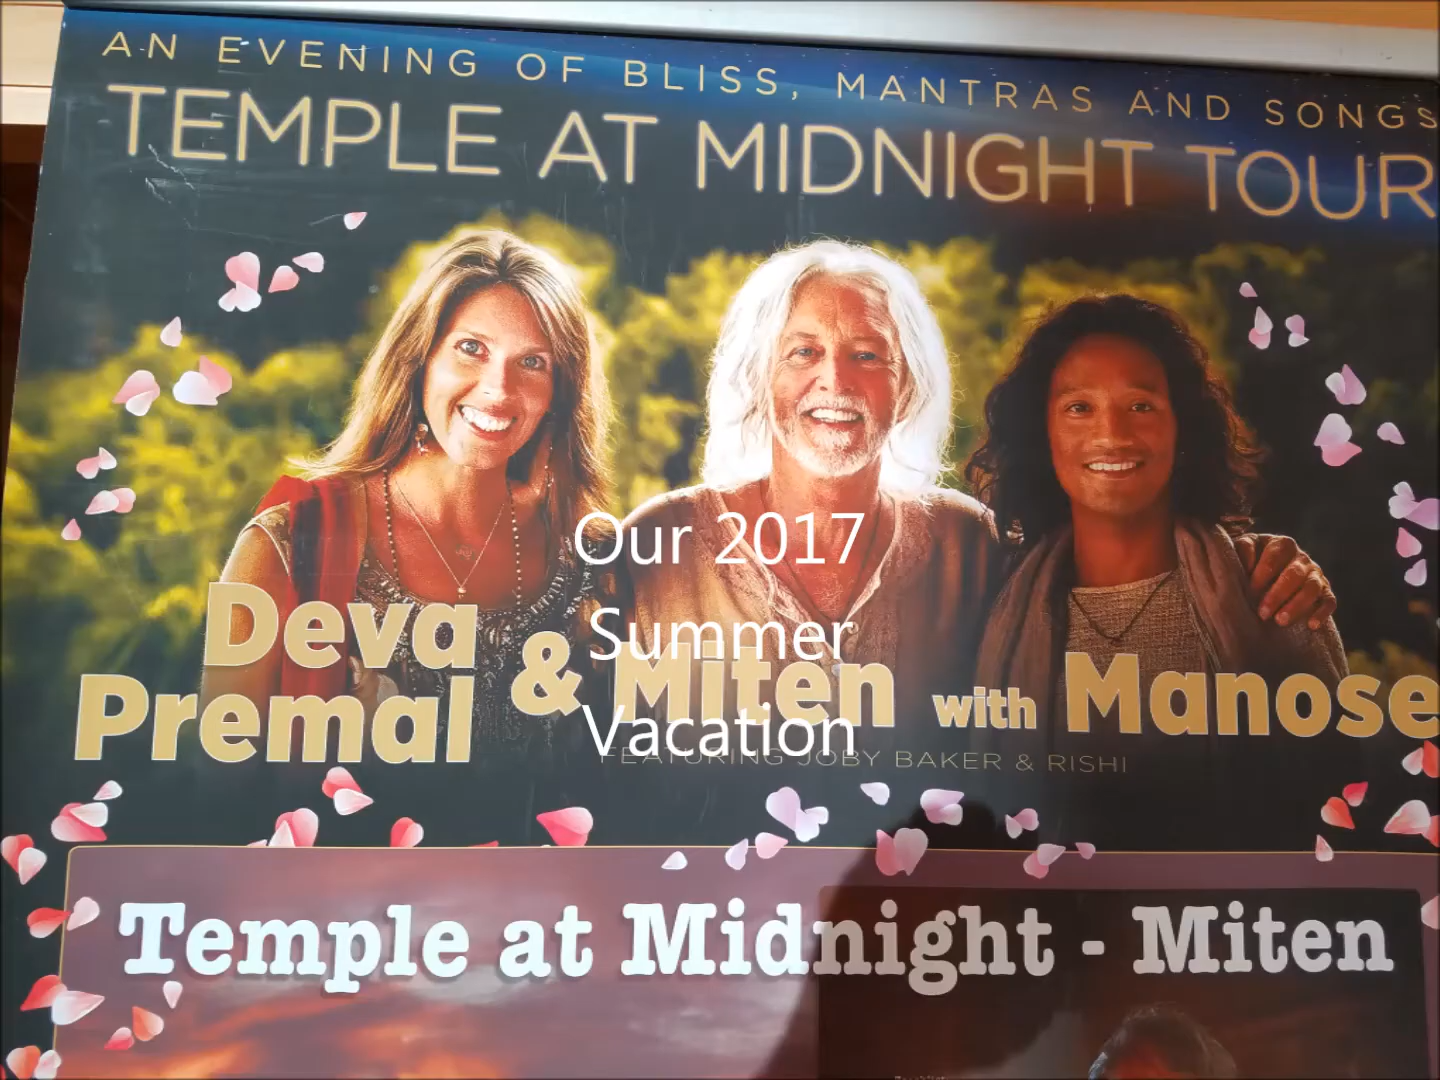 AN EVENING OF BLISS, MANTRAS AND SONGS
TEMPLE AT MIDNIGHT TOUR
Our 2017
Summer
Vacation
Deva
Premal & Miten with Manose
FEATURING JOBY BAKER & RISHI
Temple at Midnight - Miten